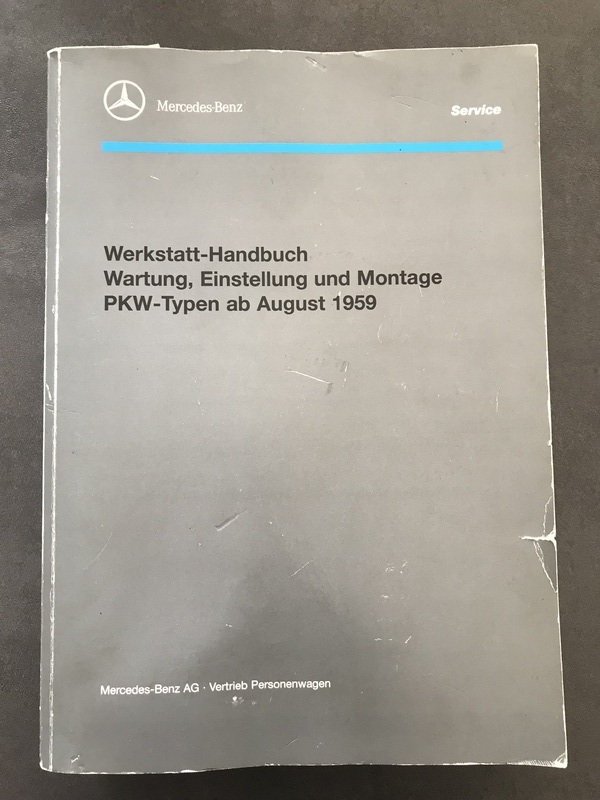 Mercedes-Benz
Service
Werkstatt-Handbuch
Wartung, Einstellung und Montage
PKW-Typen ab August 1959
Mercedes-Benz AG · Vertrieb Personenwagen